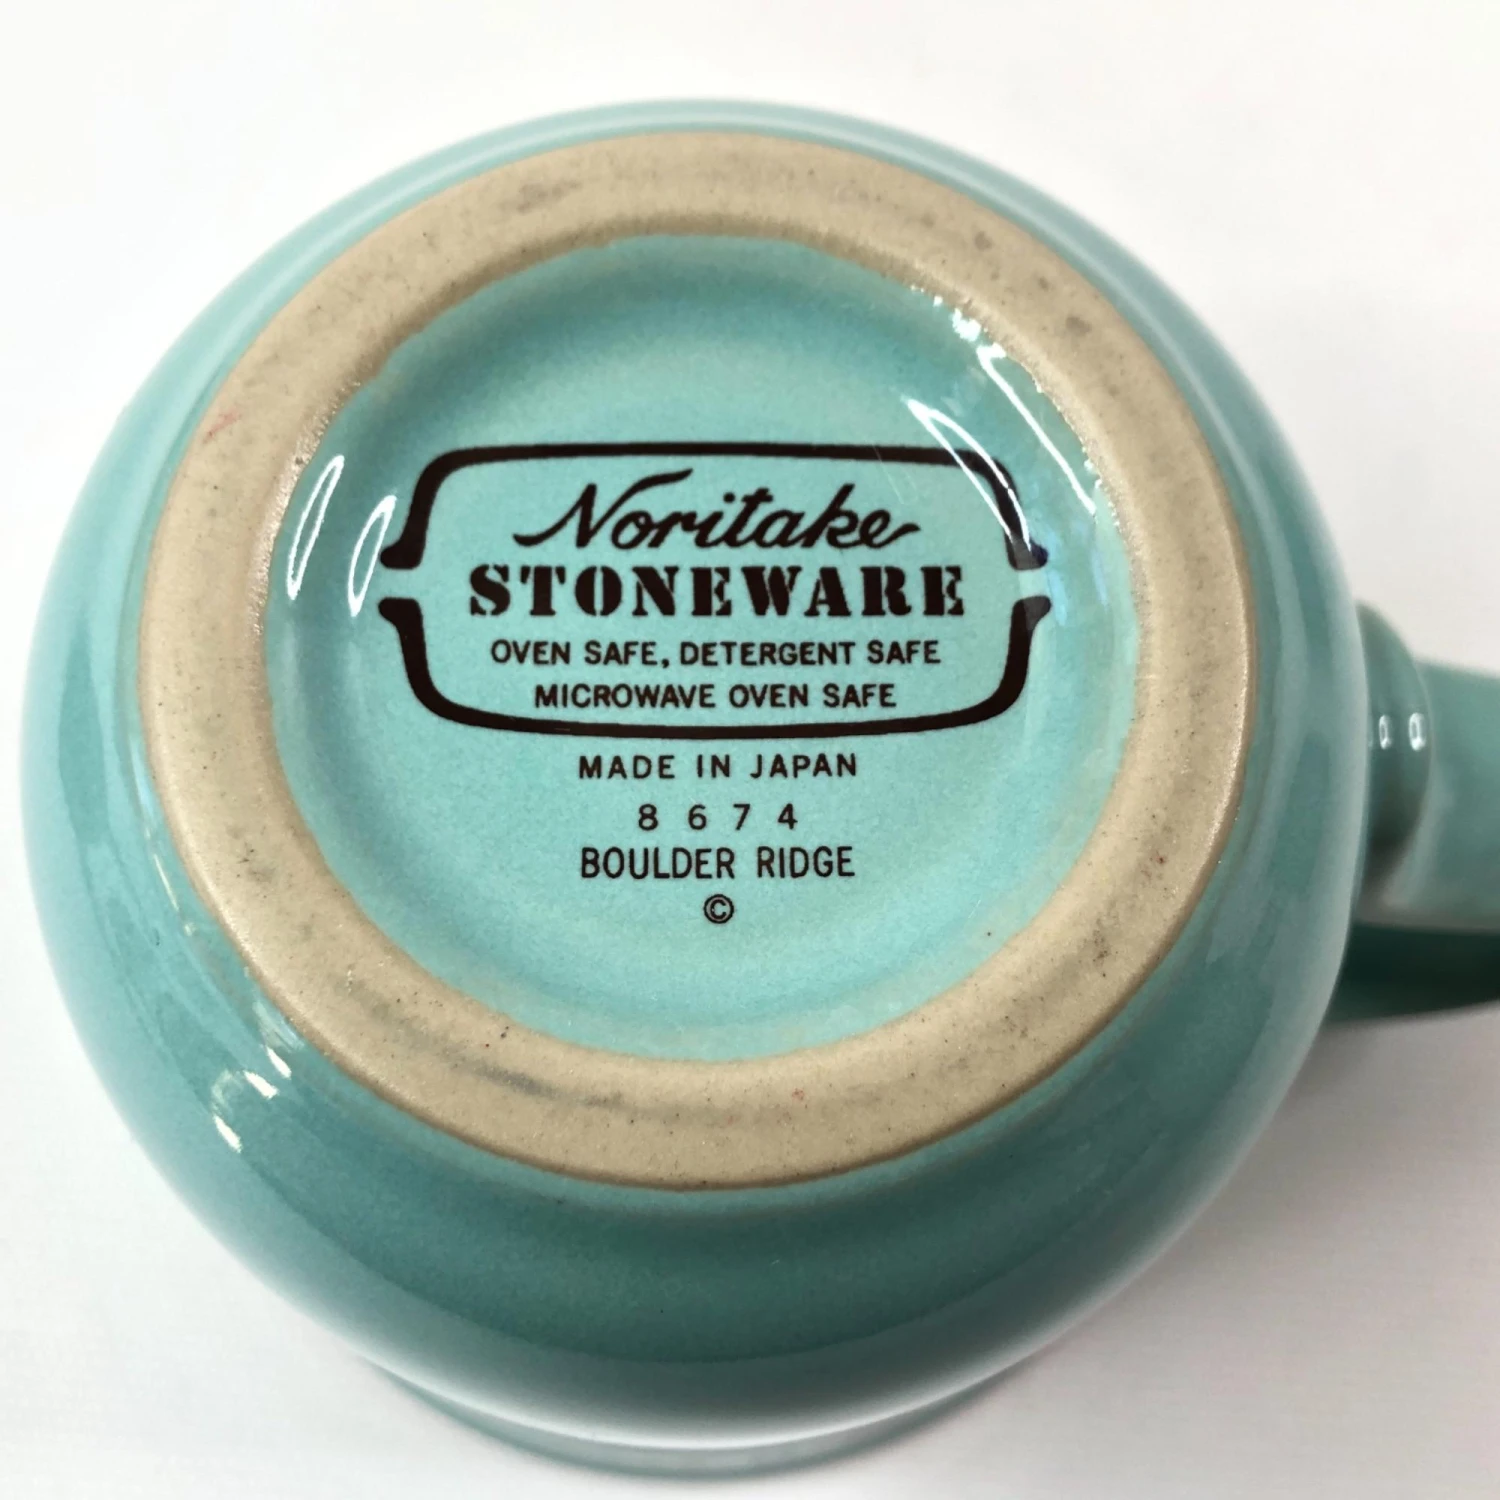 Noritake
STONEWARE
OVEN SAFE, DETERGENT SAFE
MICROWAVE OVEN SAFE
MADE IN JAPAN
8 6 7 4
BOULDER RIDGE
©